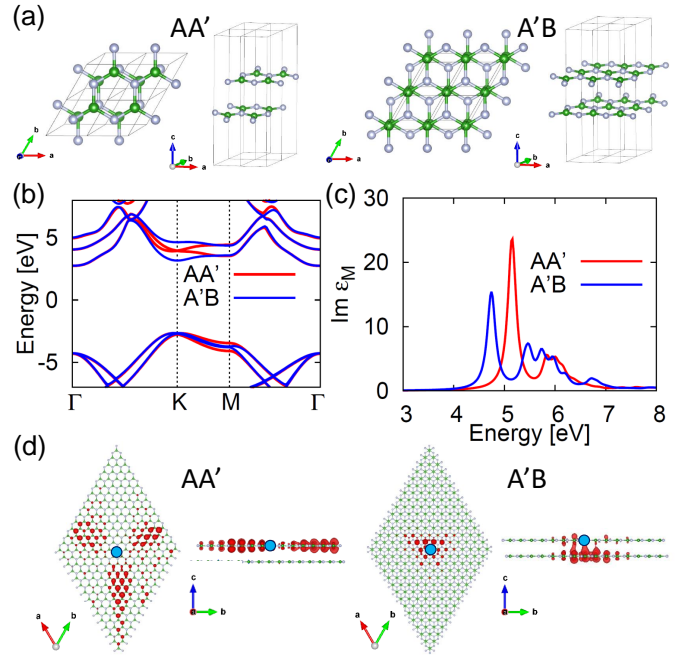 (a) AA’ A’B
b a c b a b a c b a
(b) (c)
Energy [eV] 5 0 -5 AA’ A’B Γ K M Γ
Im ε_M 30 20 10 0 AA’ A’B 3 4 5 6 7 8 Energy [eV]
(d) AA’ A’B
a b c b a b c b